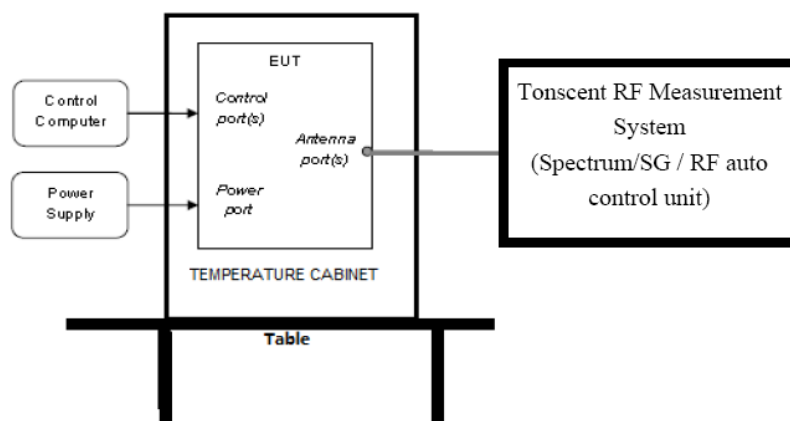 EUT
Control
Computer
Control
port(s)
Antenna
port(s)
Power
Supply
Power
port
TEMPERATURE CABINET
Table
Tonscent RF Measurement
System
(Spectrum/SG / RF auto
control unit)